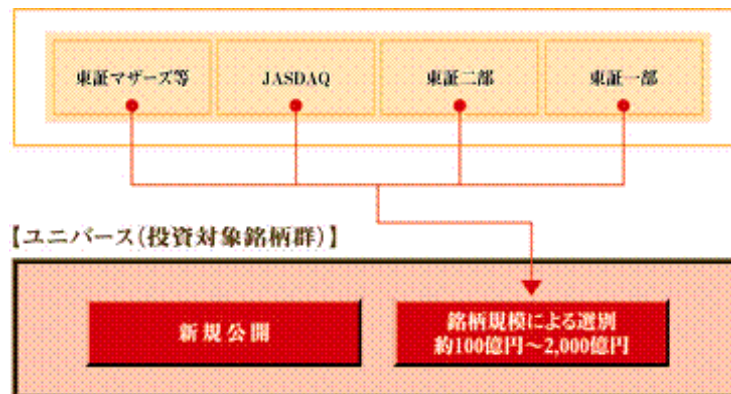 東証マザーズ等
JASDAQ
東証二部
東証一部
【ユニバース(投資対象銘柄群)】
新規公開
銘柄規模による選別
約100億円〜2,000億円